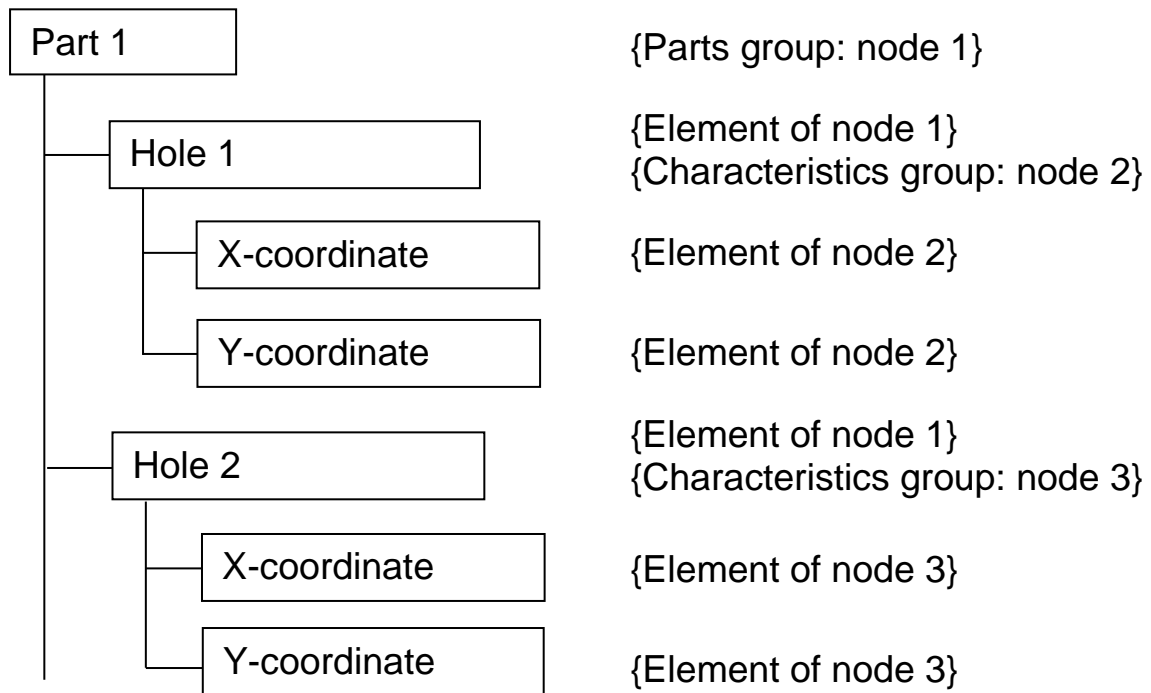 Part 1 {Parts group: node 1}
{Element of node 1}
Hole 1 {Characteristics group: node 2}
X-coordinate {Element of node 2}
Y-coordinate {Element of node 2}
{Element of node 1}
Hole 2 {Characteristics group: node 3}
X-coordinate {Element of node 3}
Y-coordinate {Element of node 3}